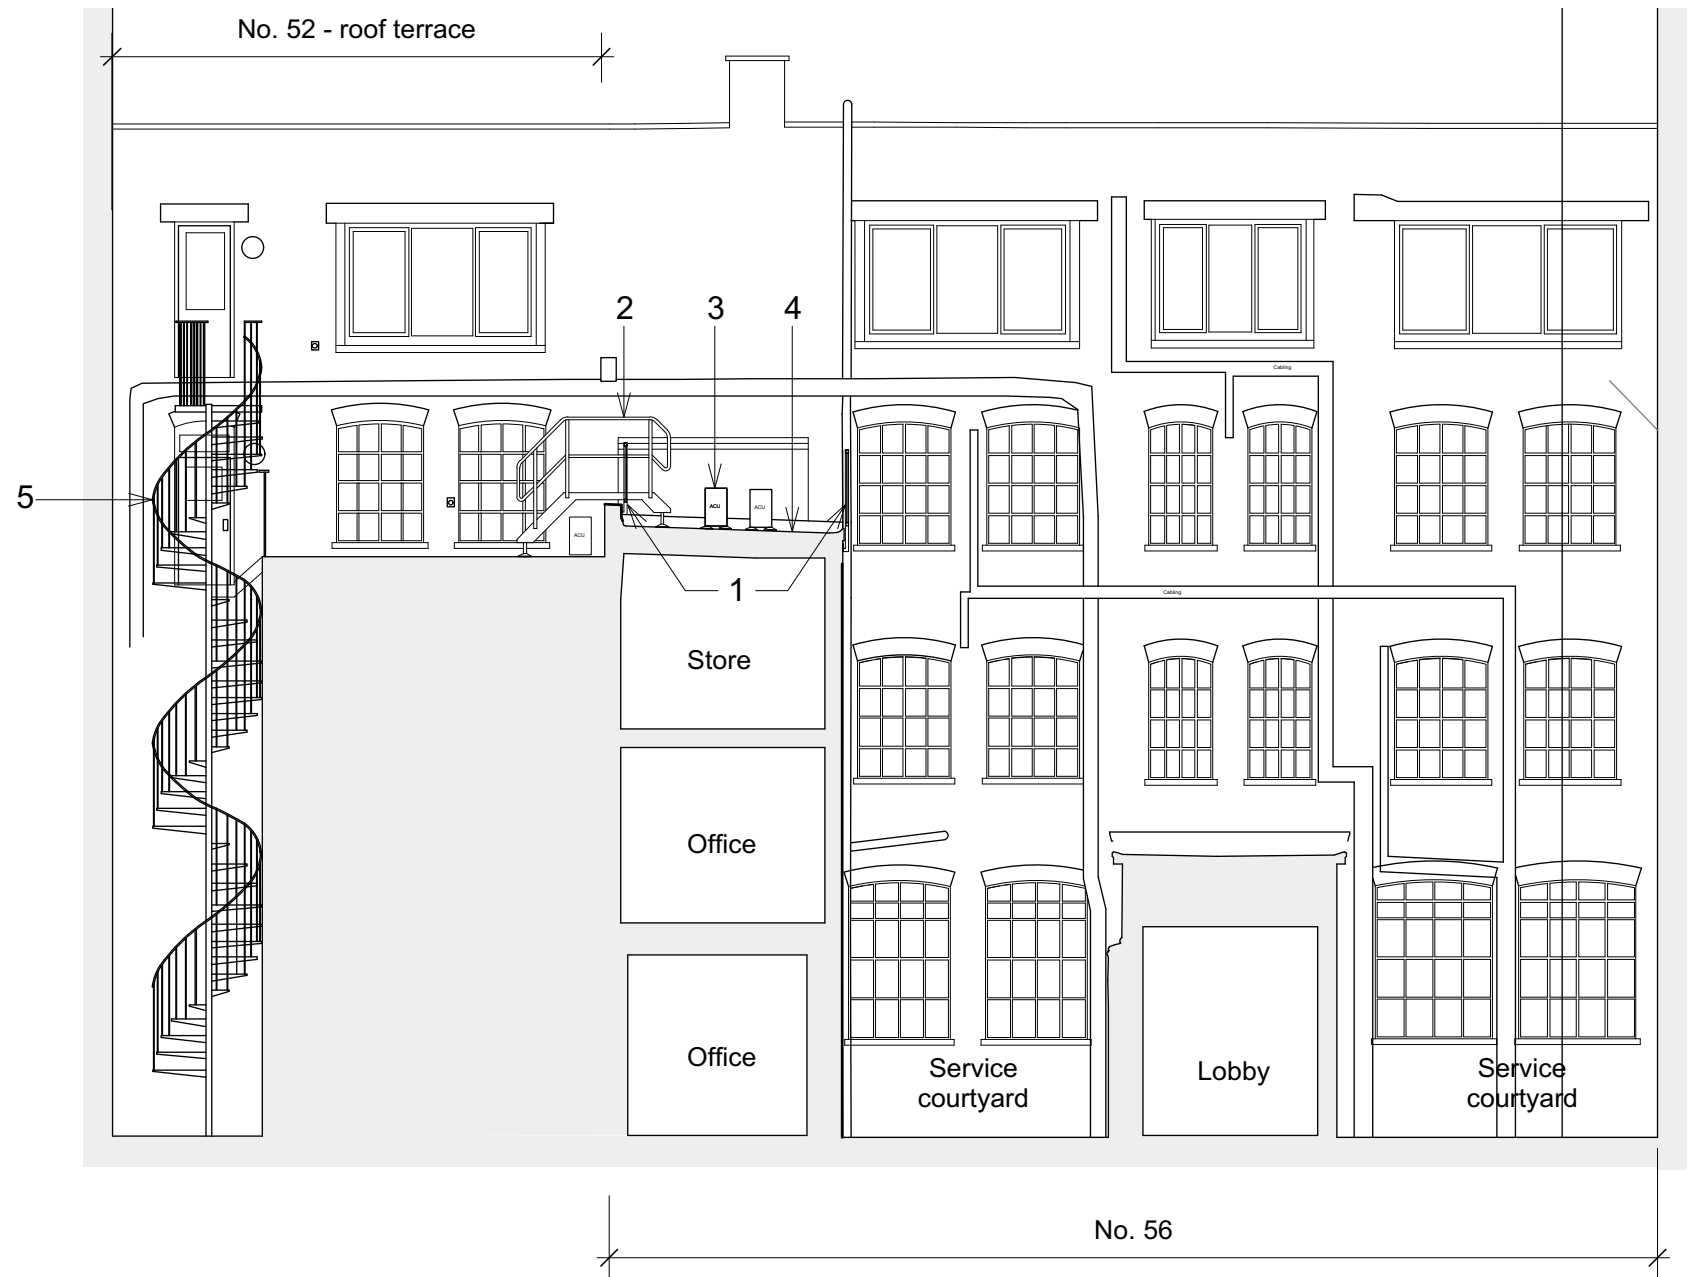 No. 52 - roof terrace
2
3
4
Cabling
5
ACU
ACU
ACU
1
Cabling
Store
Office
Office
Service
courtyard
Lobby
Service
courtyard
No. 56